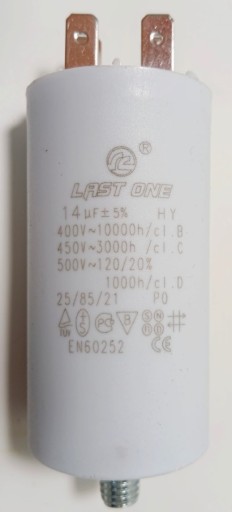 ®
LAST ONE
14µF±5% HY
400V~10000h/cl.B
450V~3000h /cl.C
500V~120/20%
1000h/cl.D
25/85/21 P0
EN60252 CE